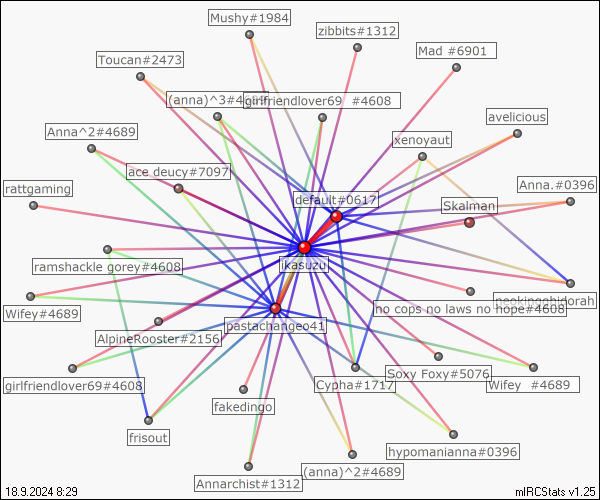 Mushy#1984
zibbits#1312
Mad #6901
Toucan#2473
(anna)^3#4
girlfriendlover69 #4608
avelicious
Anna^2#4689
xenoyaut
ace deucy#7097
rattgaming
Anna.#0396
default#0617
Skalman
ikasuzu
ramshackle gorey#4608
neokingghidorah
no cops no laws no hope#4608
Wifey#4689
pastachangeo41
AlpineRooster#2156
Soxy Foxy#5076
girlfriendlover69#4608
Cypha#1717
Wifey #4689
fakedingo
frisout
hypomanianna#0396
(anna)^2#4689
Annarchist#1312
18.9.2024 8:29
mIRCStats v1.25